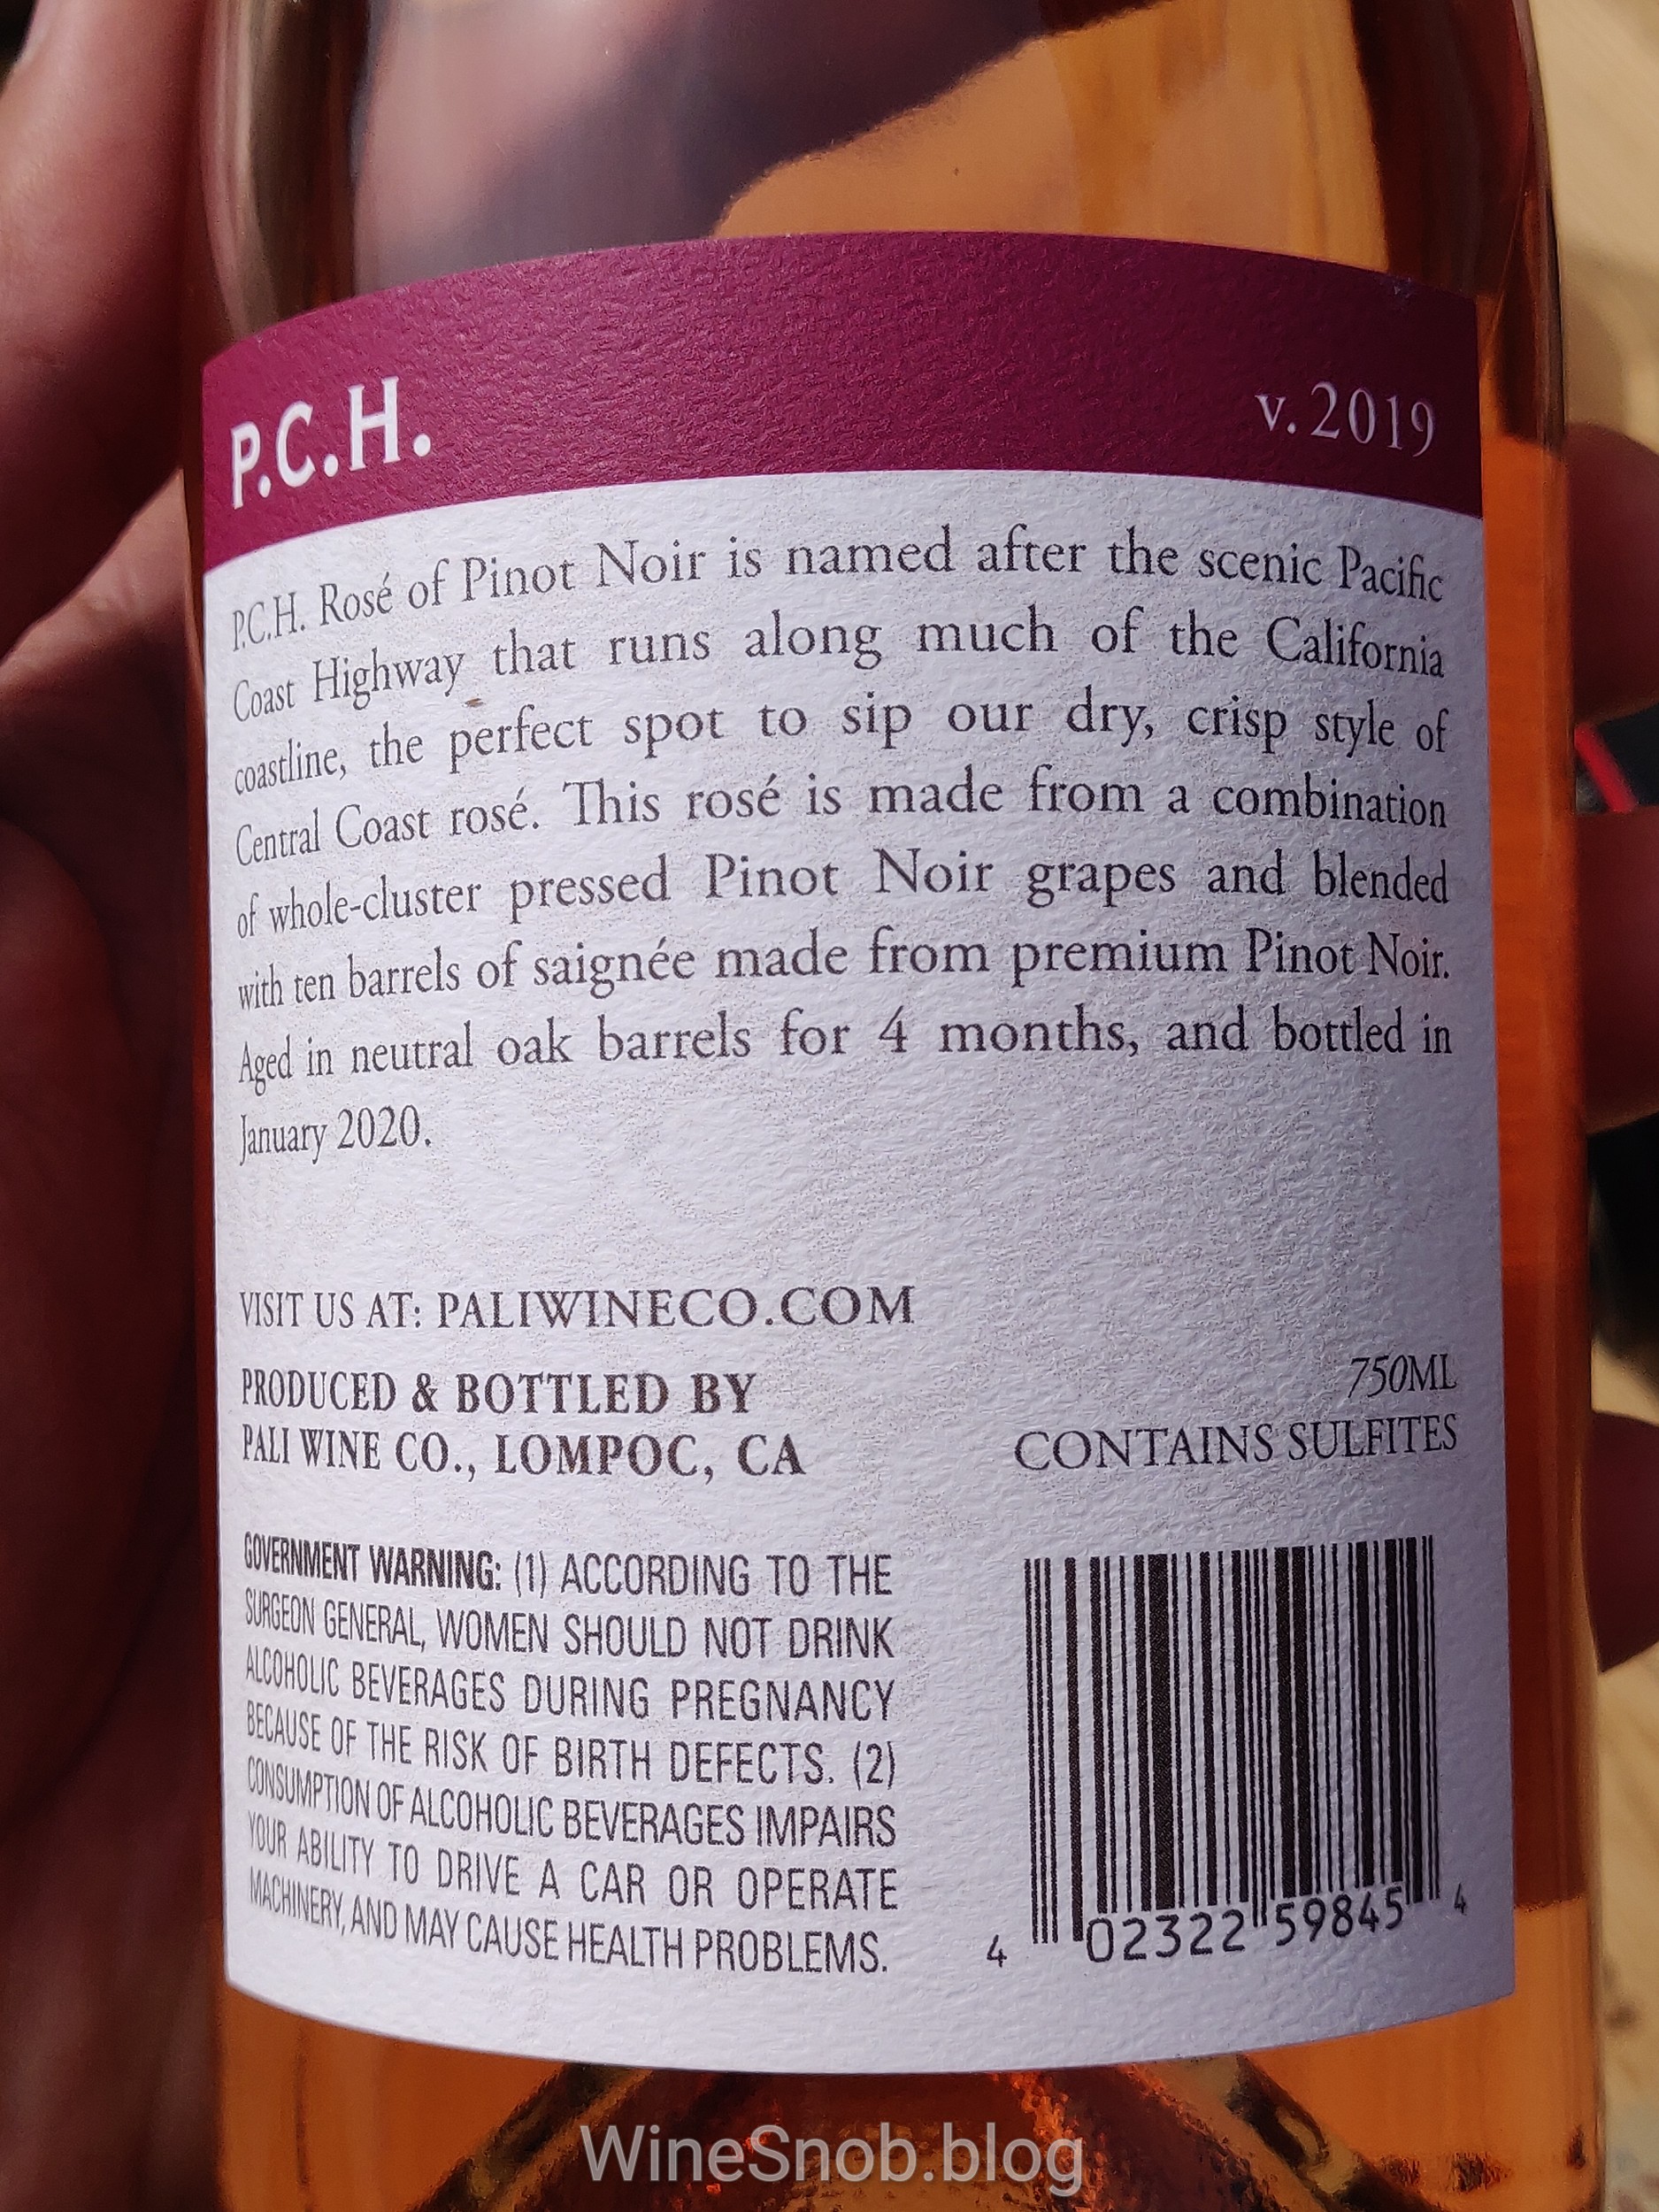 P.C.H.
v. 2019
P.C.H. Rosé of Pinot Noir is named after the scenic Pacific
Coast Highway that runs along much of the California
coastline, the perfect spot to sip our dry, crisp style of
Central Coast rosé. This rosé is made from a combination
of whole-cluster pressed Pinot Noir grapes and blended
with ten barrels of saignée made from premium Pinot Noir.
Aged in neutral oak barrels for 4 months, and bottled in
January 2020.
VISIT US AT: PALIWINECO.COM
PRODUCED & BOTTLED BY
PALI WINE CO., LOMPOC, CA
750ML
CONTAINS SULFITES
GOVERNMENT WARNING: (1) ACCORDING TO THE
SURGEON GENERAL, WOMEN SHOULD NOT DRINK
ALCOHOLIC BEVERAGES DURING PREGNANCY
BECAUSE OF THE RISK OF BIRTH DEFECTS. (2)
CONSUMPTION OF ALCOHOLIC BEVERAGES IMPAIRS
YOUR ABILITY TO DRIVE A CAR OR OPERATE
MACHINERY, AND MAY CAUSE HEALTH PROBLEMS.
4 02322 59845 4
WineSnob.blog